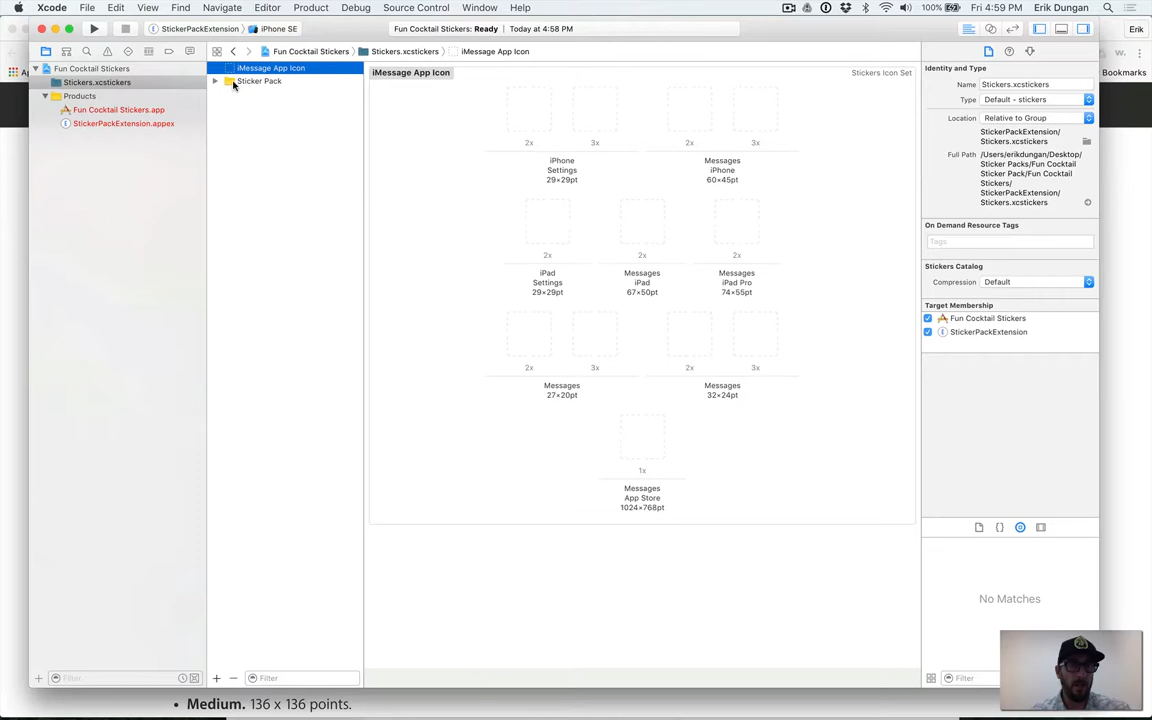 Xcode File Edit View Find Navigate Editor Product Debug Source Control Window Help
100% Fri 4:59 PM Erik Dungan
StickerPackExtension iPhone SE
Fun Cocktail Stickers: Ready Today at 4:58 PM
Erik
Fun Cocktail Stickers Stickers.xcstickers iMessage App Icon
Bookmarks
Fun Cocktail Stickers
Stickers.xcstickers
Products
Fun Cocktail Stickers.app
StickerPackExtension.appex
Filter
iMessage App Icon
Sticker Pack
Filter
iMessage App Icon
Stickers Icon Set
2x 3x 2x 3x
iPhone
Settings
29×29pt
Messages
iPhone
60×45pt
2x 2x 2x
iPad
Settings
29×29pt
Messages
iPad
67×50pt
Messages
iPad Pro
74×55pt
2x 3x 2x 3x
Messages
27×20pt
Messages
32×24pt
1x
Messages
App Store
1024×768pt
Identity and Type
Name Stickers.xcstickers
Type Default - stickers
Location Relative to Group
StickerPackExtension/
Stickers.xcstickers
Full Path /Users/erikdungan/Desktop/
Sticker Packs/Fun Cocktail
Sticker Pack/Fun Cocktail
Stickers/
StickerPackExtension/
Stickers.xcstickers
On Demand Resource Tags
Tags
Stickers Catalog
Compression Default
Target Membership
Fun Cocktail Stickers
StickerPackExtension
No Matches
Filter
• Medium. 136 x 136 points.